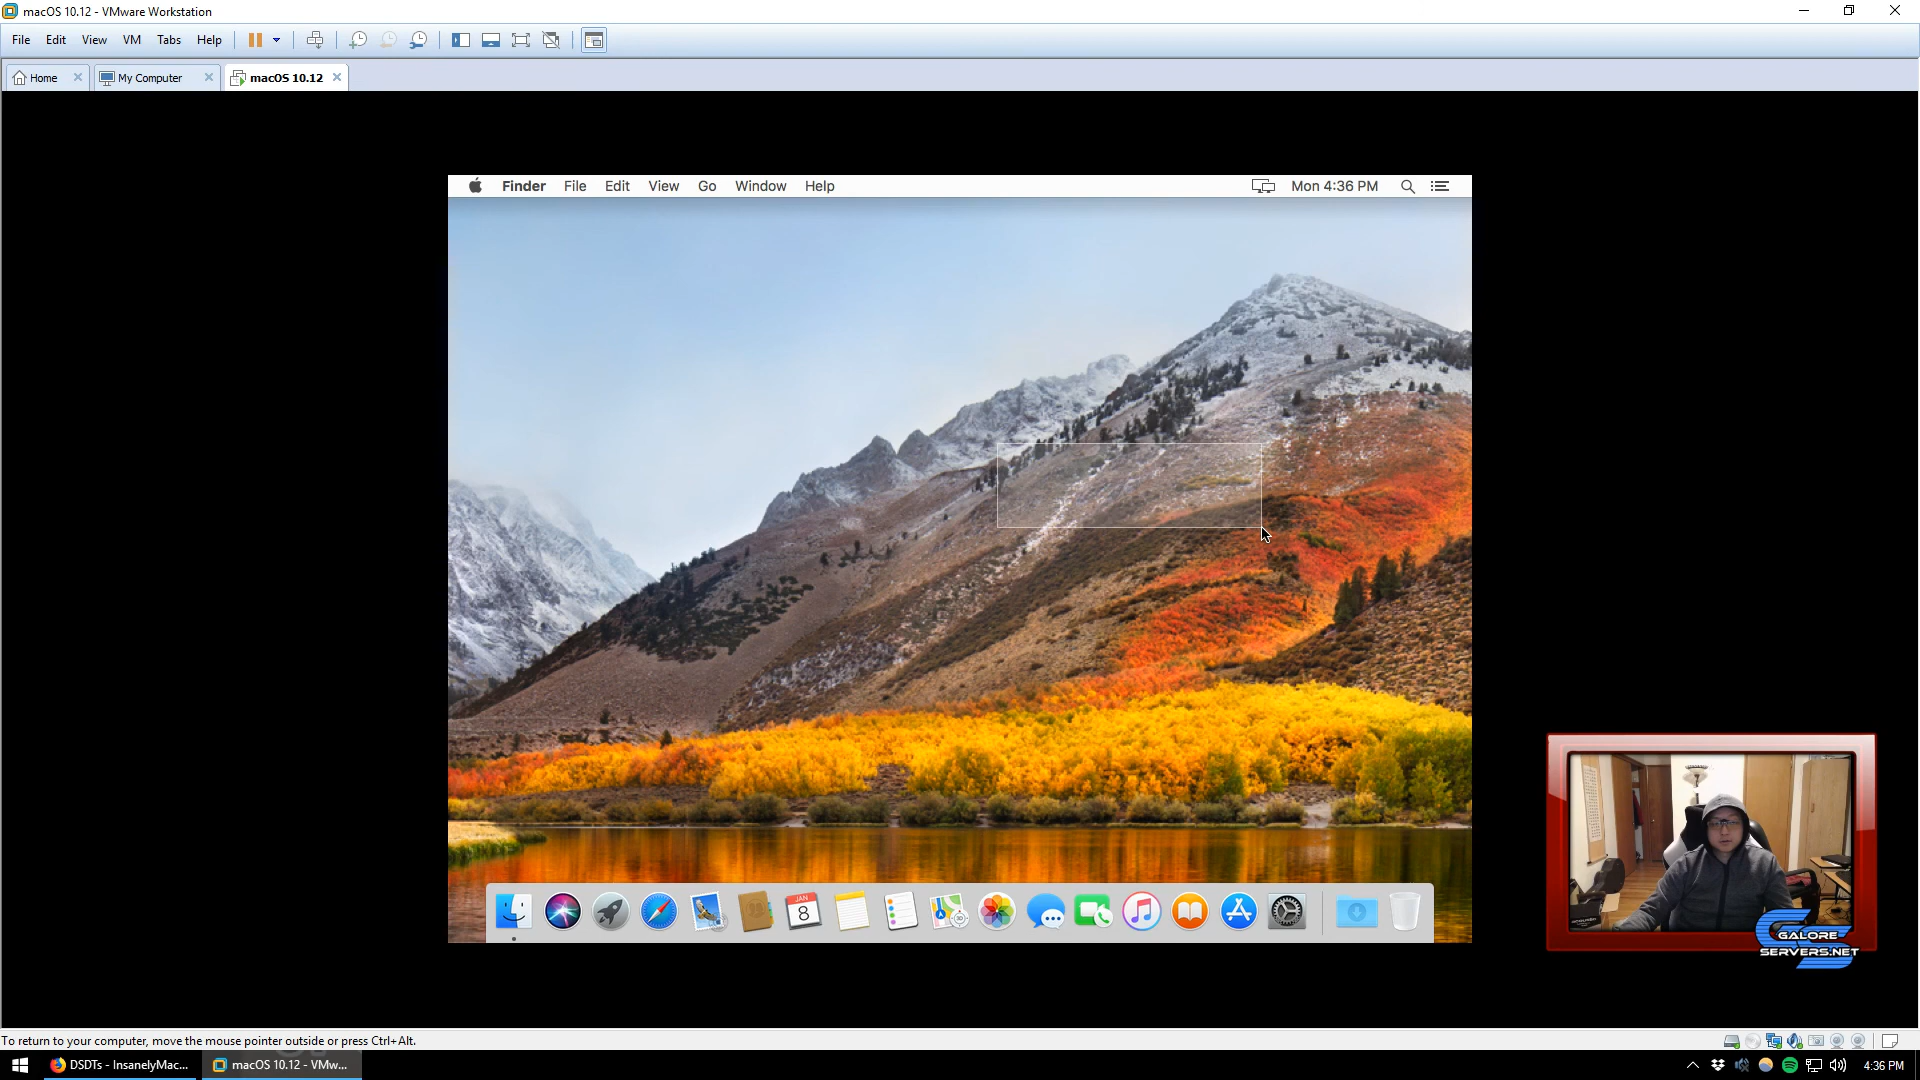 macOS 10.12 - VMware Workstation
File Edit View VM Tabs Help
Home My Computer macOS 10.12
Finder File Edit View Go Window Help Mon 4:36 PM
JAN
8
3D
GALORE
SERVERS.NET
To return to your computer, move the mouse pointer outside or press Ctrl+Alt.
DSDTs - InsanelyMac... macOS 10.12 - VMw... 4:36 PM